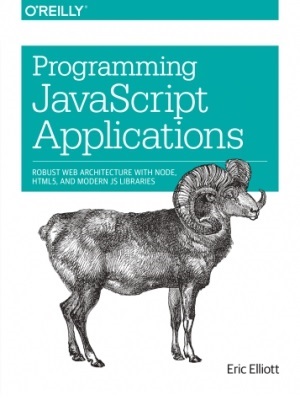 O'REILLY®
Programming
JavaScript
Applications
ROBUST WEB ARCHITECTURE WITH NODE,
HTML5, AND MODERN JS LIBRARIES
Eric Elliott